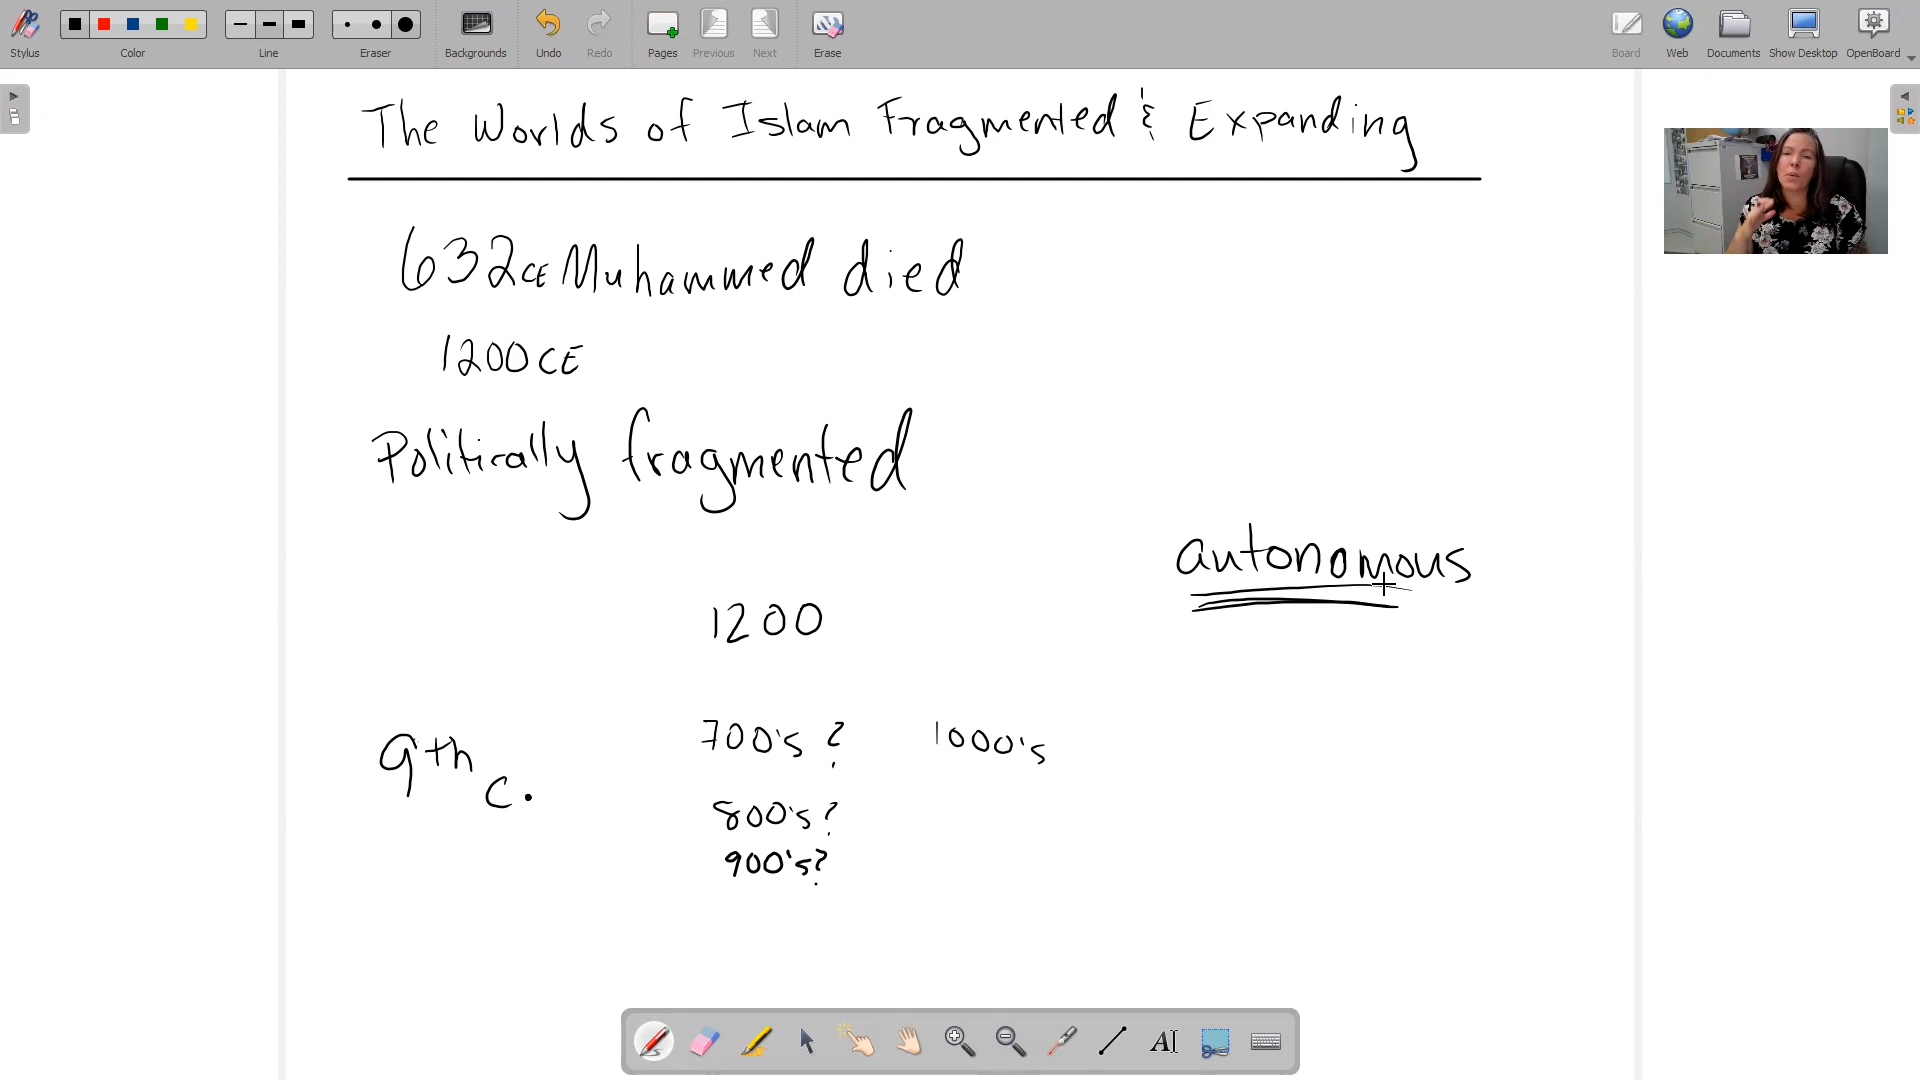 Stylus Color Line Eraser Backgrounds Undo Redo Pages Previous Next Erase Board Web Documents Show Desktop OpenBoard
The Worlds of Islam Fragmented & Expanding
632CE Muhammed died
1200 CE
Politically fragmented
autonomous
1200
9th c.
700's ? 1000's
800's ?
900's?
AI